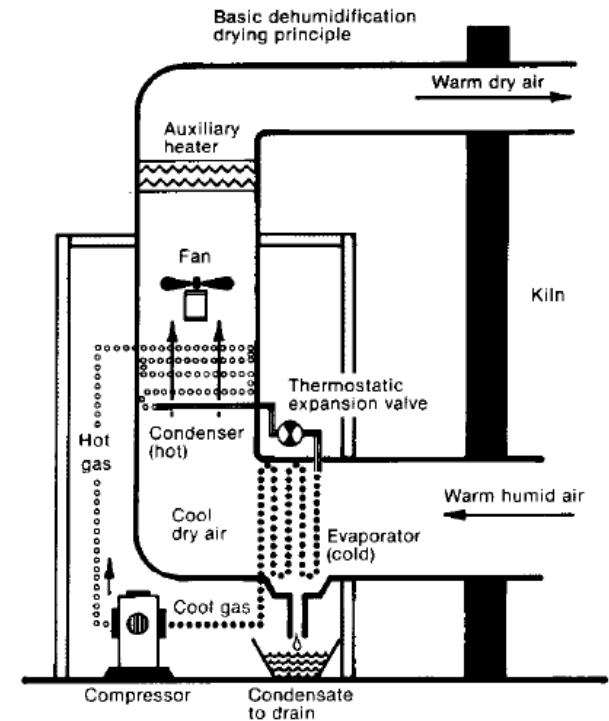 Basic dehumidification
drying principle
Warm dry air
Auxiliary
heater
Fan
Kiln
Thermostatic
expansion valve
Hot
gas
Condenser
(hot)
Warm humid air
Cool
dry air
Evaporator
(cold)
Cool gas
Compressor
Condensate
to drain